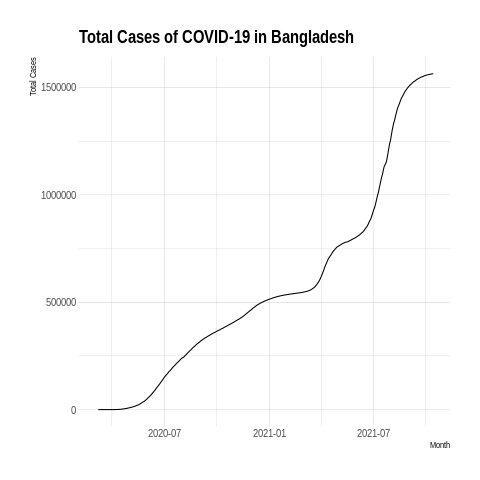 Total Cases of COVID-19 in Bangladesh
Total Cases
1500000
1000000
500000
0
2020-07 2021-01 2021-07
Month